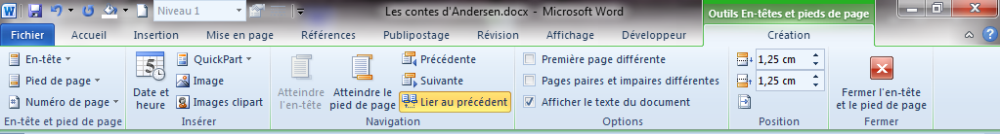 Niveau 1
Les contes d'Andersen.docx - Microsoft Word
Outils En-têtes et pieds de page
Fichier Accueil Insertion Mise en page Références Publipostage Révision Affichage Développeur Création
En-tête
Pied de page
Numéro de page
En-tête et pied de page
Date et heure
QuickPart
Image
Images clipart
Insérer
Atteindre l'en-tête
Atteindre le pied de page
Précédente
Suivante
Lier au précédent
Navigation
Première page différente
Pages paires et impaires différentes
Afficher le texte du document
Options
1,25 cm
1,25 cm
Position
Fermer l'en-tête et le pied de page
Fermer